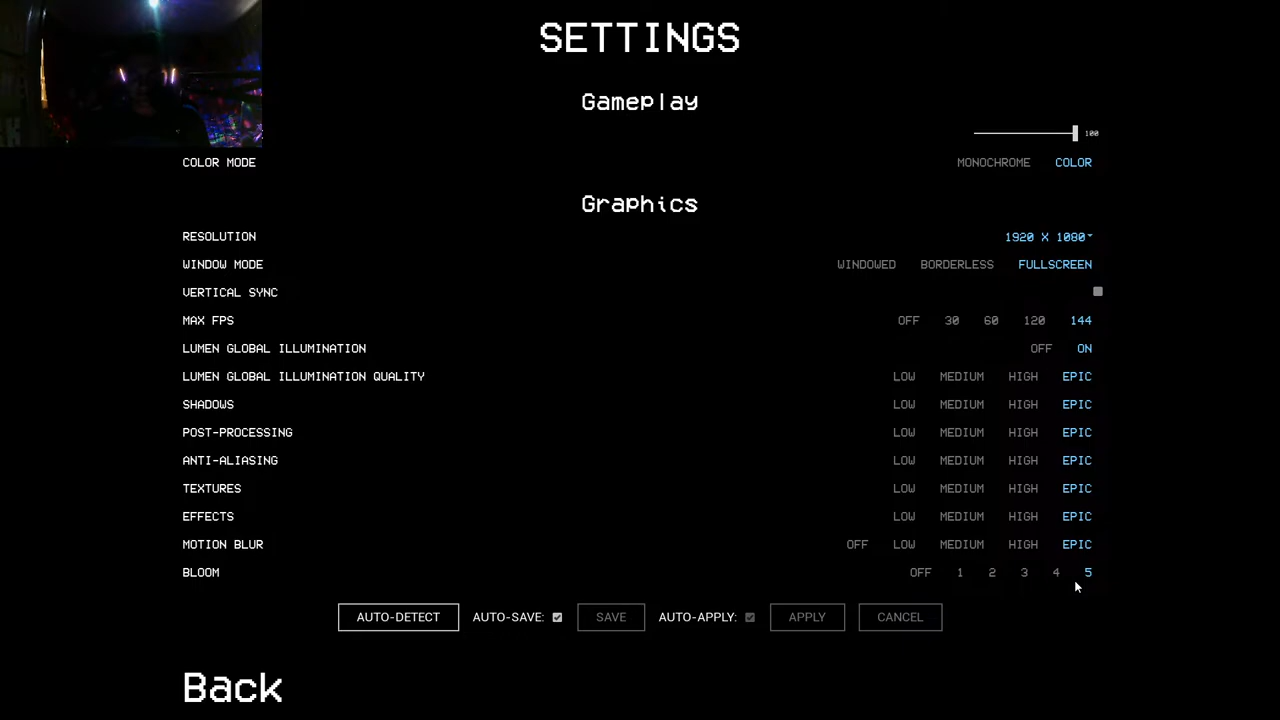 SETTINGS
Gameplay
100
COLOR MODE MONOCHROME COLOR
Graphics
RESOLUTION 1920 X 1080
WINDOW MODE WINDOWED BORDERLESS FULLSCREEN
VERTICAL SYNC
MAX FPS OFF 30 60 120 144
LUMEN GLOBAL ILLUMINATION OFF ON
LUMEN GLOBAL ILLUMINATION QUALITY LOW MEDIUM HIGH EPIC
SHADOWS LOW MEDIUM HIGH EPIC
POST-PROCESSING LOW MEDIUM HIGH EPIC
ANTI-ALIASING LOW MEDIUM HIGH EPIC
TEXTURES LOW MEDIUM HIGH EPIC
EFFECTS LOW MEDIUM HIGH EPIC
MOTION BLUR OFF LOW MEDIUM HIGH EPIC
BLOOM OFF 1 2 3 4 5
AUTO-DETECT AUTO-SAVE: SAVE AUTO-APPLY: APPLY CANCEL
Back